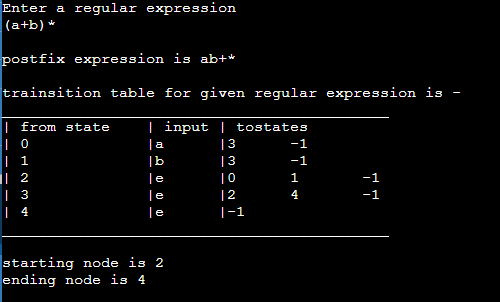 Enter a regular expression
(a+b)*
postfix expression is ab+*
trainsition table for given regular expression is -
| from state | input | tostates
| 0 |a |3 -1
| 1 |b |3 -1
| 2 |e |0 1 -1
| 3 |e |2 4 -1
| 4 |e |-1
starting node is 2
ending node is 4